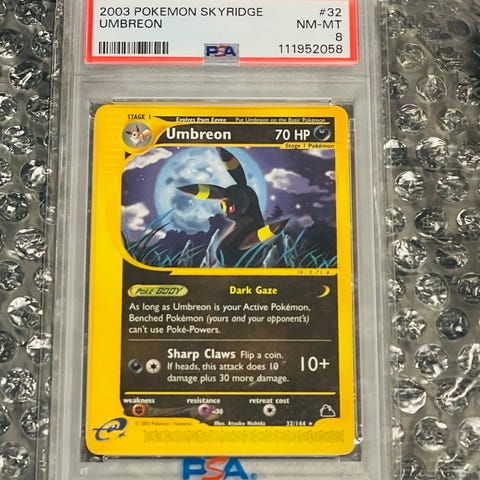 2003 POKEMON SKYRIDGE #32
UMBREON NM-MT
8
PSA 111952058
STAGE 1 Evolves from Eevee Put Umbreon on the Basic Pokémon
Umbreon 70 HP
Stage 1 Pokémon
Poké-BODY Dark Gaze
As long as Umbreon is your Active Pokémon,
Benched Pokémon (yours and your opponent's)
can't use Poké-Powers.
Sharp Claws Flip a coin.
If heads, this attack does 10
damage plus 30 more damage.
10+
weakness resistance retreat cost
-30
Illus. Atsuko Nishida 32/144
e
PSA